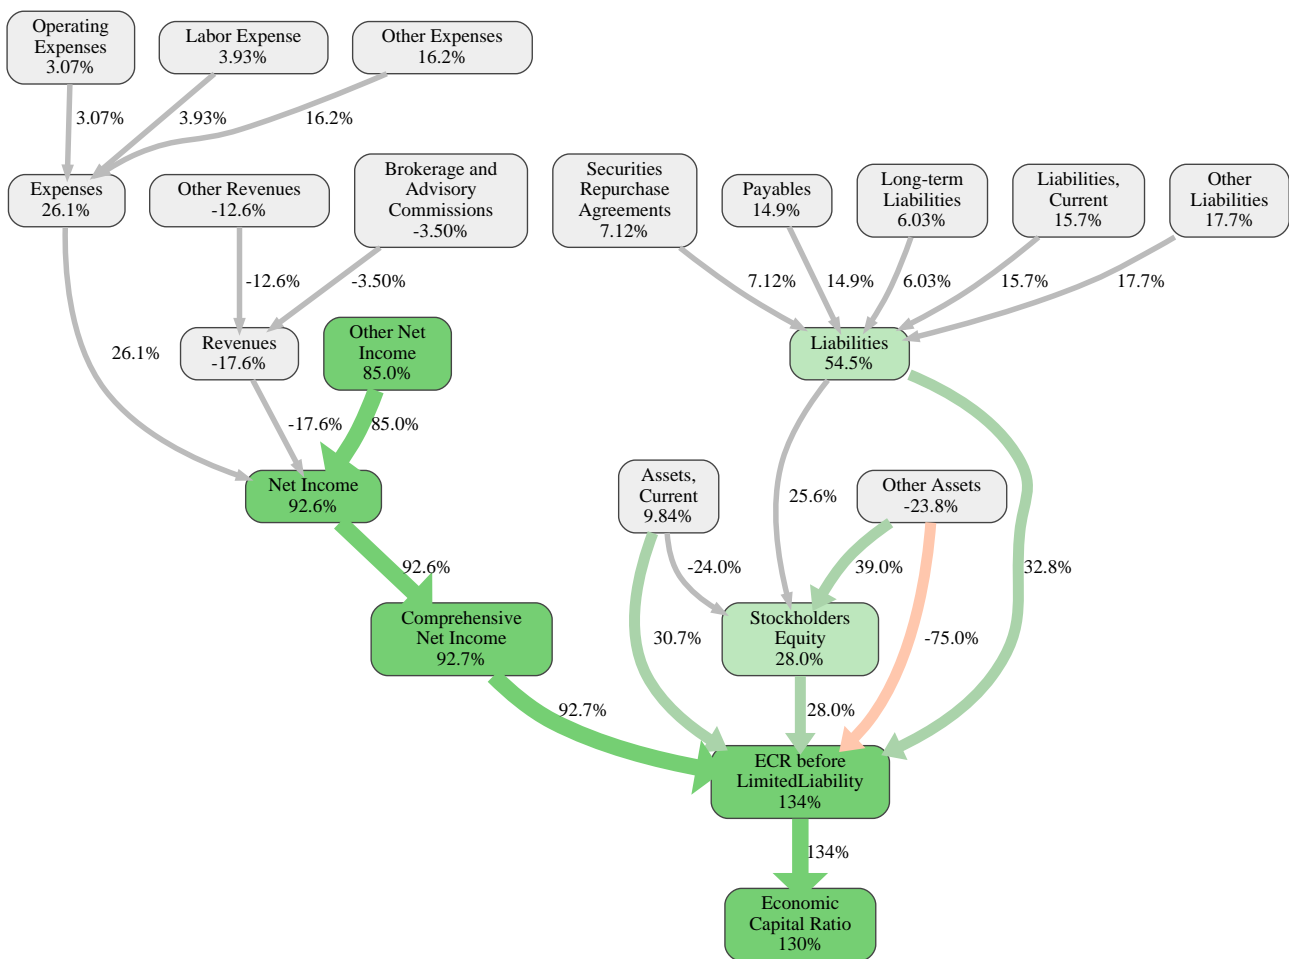 Operating
Expenses
3.07%
Labor Expense
3.93%
Other Expenses
16.2%
3.07%
3.93%
16.2%
Expenses
26.1%
Other Revenues
-12.6%
Brokerage and
Advisory
Commissions
-3.50%
Securities
Repurchase
Agreements
7.12%
Payables
14.9%
Long-term
Liabilities
6.03%
Liabilities,
Current
15.7%
Other
Liabilities
17.7%
-12.6%
-3.50%
7.12%
14.9%
6.03%
15.7%
17.7%
26.1%
Revenues
-17.6%
Other Net
Income
85.0%
Liabilities
54.5%
-17.6%
85.0%
Net Income
92.6%
Assets,
Current
9.84%
25.6%
Other Assets
-23.8%
92.6%
-24.0%
39.0%
32.8%
Comprehensive
Net Income
92.7%
30.7%
Stockholders
Equity
28.0%
-75.0%
92.7%
28.0%
ECR before
LimitedLiability
134%
134%
Economic
Capital Ratio
130%